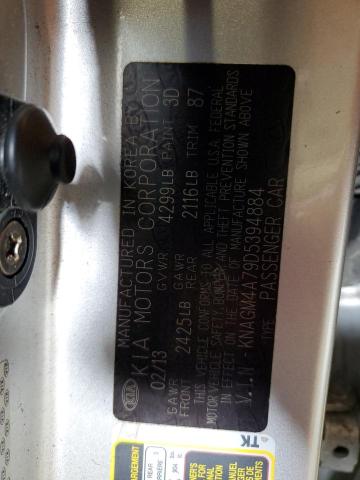 MANUFACTURED IN KOREA BY
KIA MOTORS CORPORATION
KIA
02/13 GVWR 4299LB PAINT 3D
GAWR FRONT 2425LB GAWR REAR 2116LB TRIM 87
THIS VEHICLE CONFORMS TO ALL APPLICABLE U.S.A FEDERAL
MOTOR VEHICLE SAFETY, BUMPER, AND THEFT PREVENTION STANDARDS
IN EFFECT ON THE DATE OF MANUFACTURE SHOWN ABOVE
V.I.N - KNAGM4A79D5394884
TYPE : PASSENGER CAR
TK
REAR